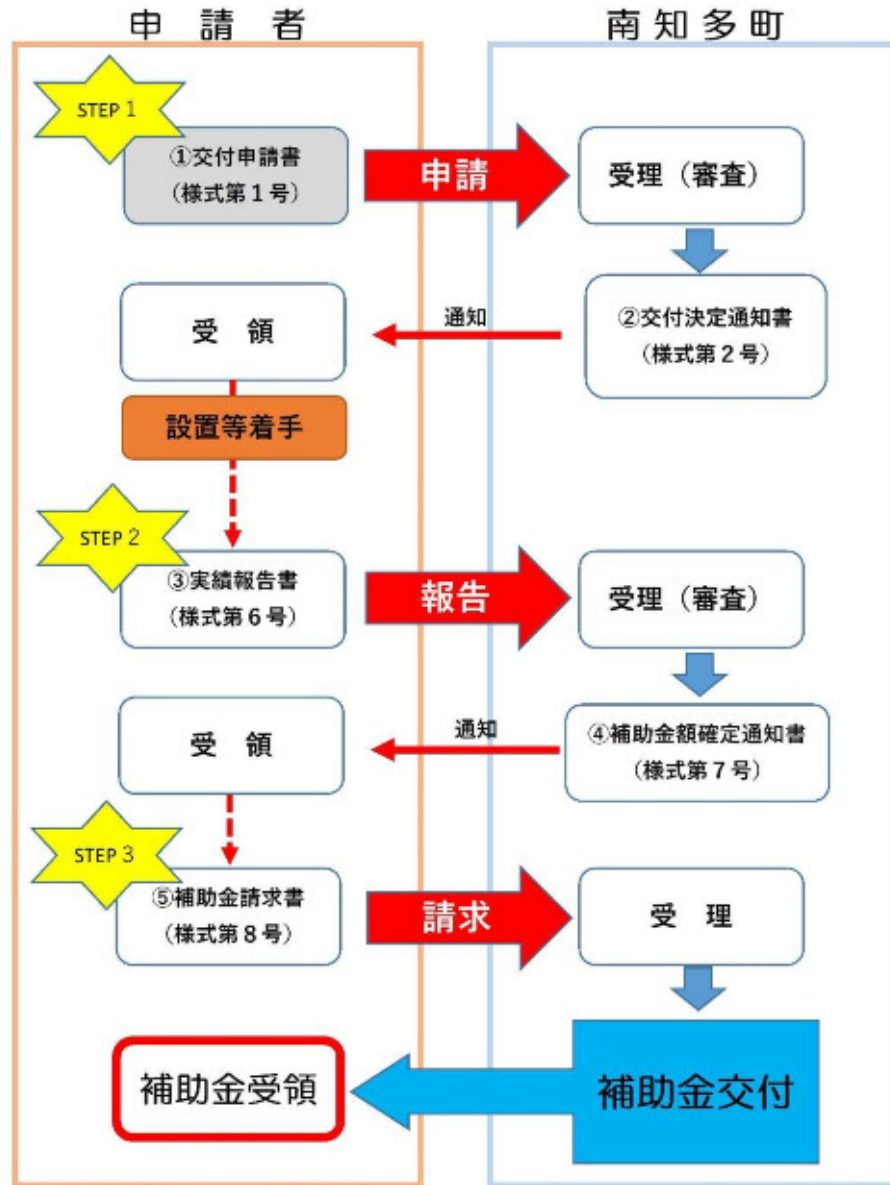 申　請　者
南知多町
STEP 1
①交付申請書
（様式第１号）
申請
受理（審査）
受　領
通知
②交付決定通知書
（様式第２号）
設置等着手
STEP 2
③実績報告書
（様式第６号）
報告
受理（審査）
受　領
通知
④補助金額確定通知書
（様式第７号）
STEP 3
⑤補助金請求書
（様式第８号）
請求
受　理
補助金受領
補助金交付